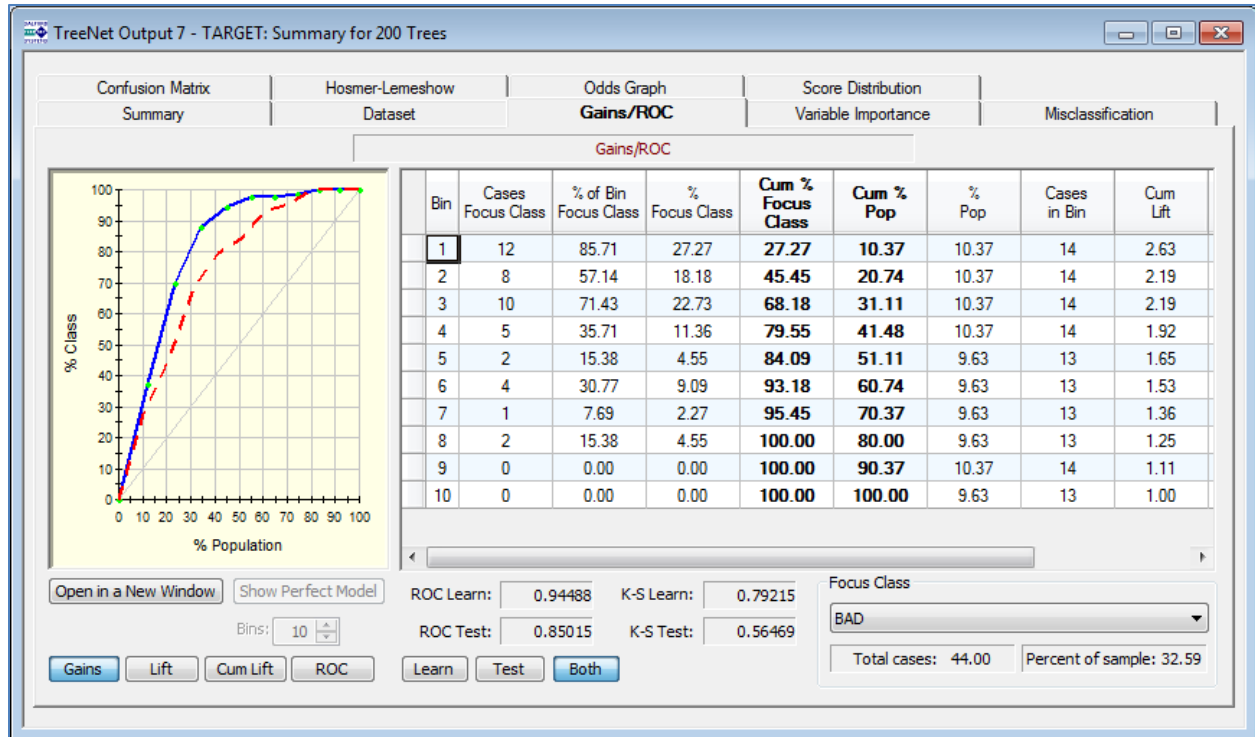 TreeNet Output 7 - TARGET: Summary for 200 Trees
Confusion Matrix Hosmer-Lemeshow Odds Graph Score Distribution
Summary Dataset Gains/ROC Variable Importance Misclassification
Gains/ROC
100
90
80
70
60
50
40
30
20
10
0
% Class
0 10 20 30 40 50 60 70 80 90 100
% Population
Bin Cases Focus Class % of Bin Focus Class % Focus Class Cum % Focus Class Cum % Pop % Pop Cases in Bin Cum Lift
1 12 85.71 27.27 27.27 10.37 10.37 14 2.63
2 8 57.14 18.18 45.45 20.74 10.37 14 2.19
3 10 71.43 22.73 68.18 31.11 10.37 14 2.19
4 5 35.71 11.36 79.55 41.48 10.37 14 1.92
5 2 15.38 4.55 84.09 51.11 9.63 13 1.65
6 4 30.77 9.09 93.18 60.74 9.63 13 1.53
7 1 7.69 2.27 95.45 70.37 9.63 13 1.36
8 2 15.38 4.55 100.00 80.00 9.63 13 1.25
9 0 0.00 0.00 100.00 90.37 10.37 14 1.11
10 0 0.00 0.00 100.00 100.00 9.63 13 1.00
Open in a New Window Show Perfect Model
Bins: 10
Gains Lift Cum Lift ROC
ROC Learn: 0.94488 K-S Learn: 0.79215
ROC Test: 0.85015 K-S Test: 0.56469
Learn Test Both
Focus Class
BAD
Total cases: 44.00 Percent of sample: 32.59